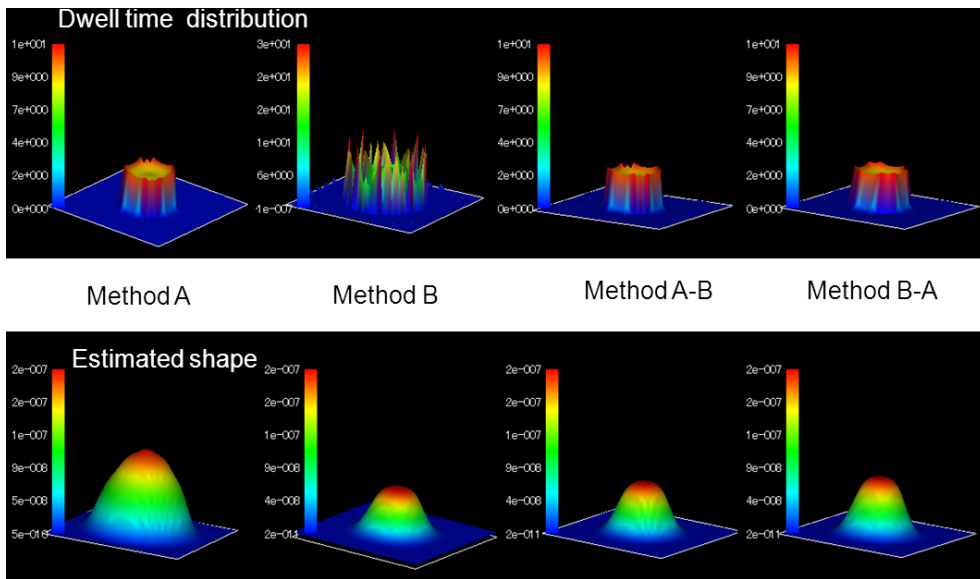 Dwell time distribution
1e+001
9e+000
7e+000
4e+000
2e+000
0e+000
3e+001
2e+001
2e+001
1e+001
6e+000
1e-007
1e+001
9e+000
7e+000
4e+000
2e+000
0e+000
1e+001
9e+000
7e+000
4e+000
2e+000
0e+000
Method A
Method B
Method A-B
Method B-A
Estimated shape
2e-007
2e-007
1e-007
9e-008
5e-008
5e-010
2e-007
2e-007
1e-007
9e-008
4e-008
2e-011
2e-007
2e-007
1e-007
9e-008
4e-008
2e-011
2e-007
2e-007
1e-007
9e-008
4e-008
2e-011